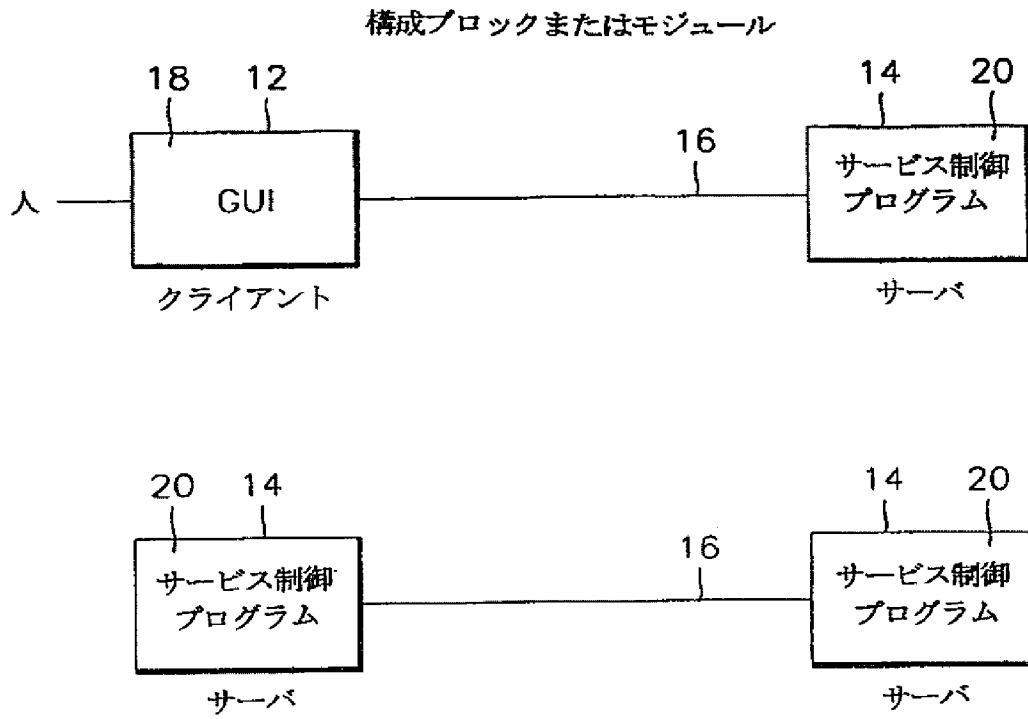 構成ブロックまたはモジュール
18 12
14 20
人
GUI
16
サービス制御
プログラム
クライアント
サーバ
20 14
14 20
サービス制御
プログラム
16
サービス制御
プログラム
サーバ
サーバ